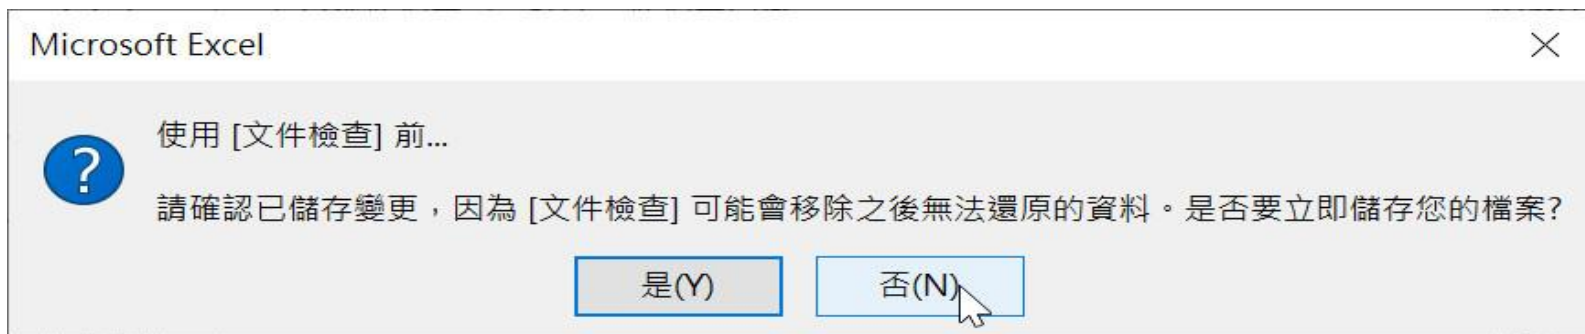 Microsoft Excel
使用 [文件檢查] 前...
請確認已儲存變更，因為 [文件檢查] 可能會移除之後無法還原的資料。是否要立即儲存您的檔案?
是(Y)
否(N)